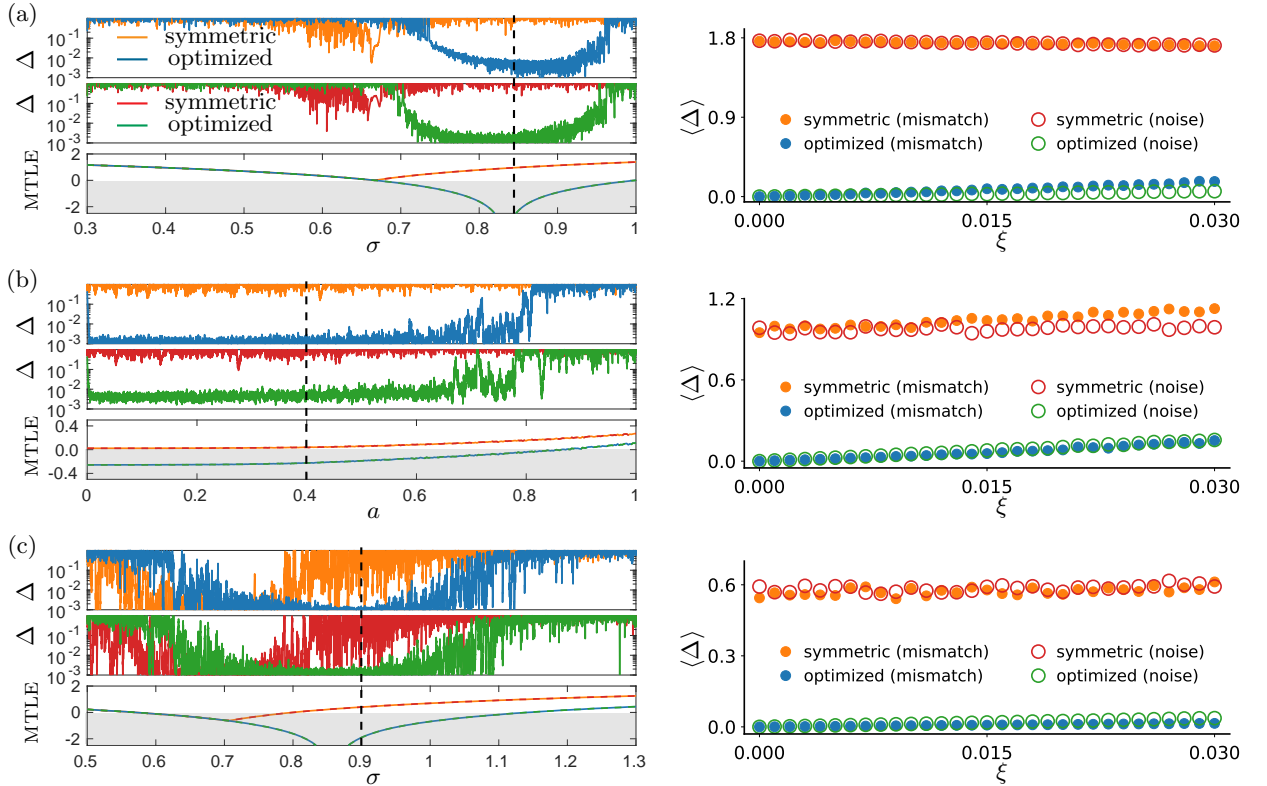 (a)
Δ
10⁻¹
10⁻²
10⁻³
symmetric
optimized
Δ
10⁻¹
10⁻²
10⁻³
symmetric
optimized
MTLE
2
0
-2
0.3 0.4 0.5 0.6 0.7 0.8 0.9 1
σ
⟨Δ⟩
1.8
0.9
0.0
symmetric (mismatch) symmetric (noise)
optimized (mismatch) optimized (noise)
0.000 0.015 0.030
ξ
(b)
Δ
10⁻¹
10⁻²
10⁻³
Δ
10⁻¹
10⁻²
10⁻³
MTLE
0.4
0.0
-0.4
0 0.2 0.4 0.6 0.8 1
a
⟨Δ⟩
1.2
0.6
0.0
symmetric (mismatch) symmetric (noise)
optimized (mismatch) optimized (noise)
0.000 0.015 0.030
ξ
(c)
Δ
10⁻¹
10⁻²
10⁻³
Δ
10⁻¹
10⁻²
10⁻³
MTLE
2
0
-2
0.5 0.6 0.7 0.8 0.9 1 1.1 1.2 1.3
σ
⟨Δ⟩
0.6
0.3
0.0
symmetric (mismatch) symmetric (noise)
optimized (mismatch) optimized (noise)
0.000 0.015 0.030
ξ